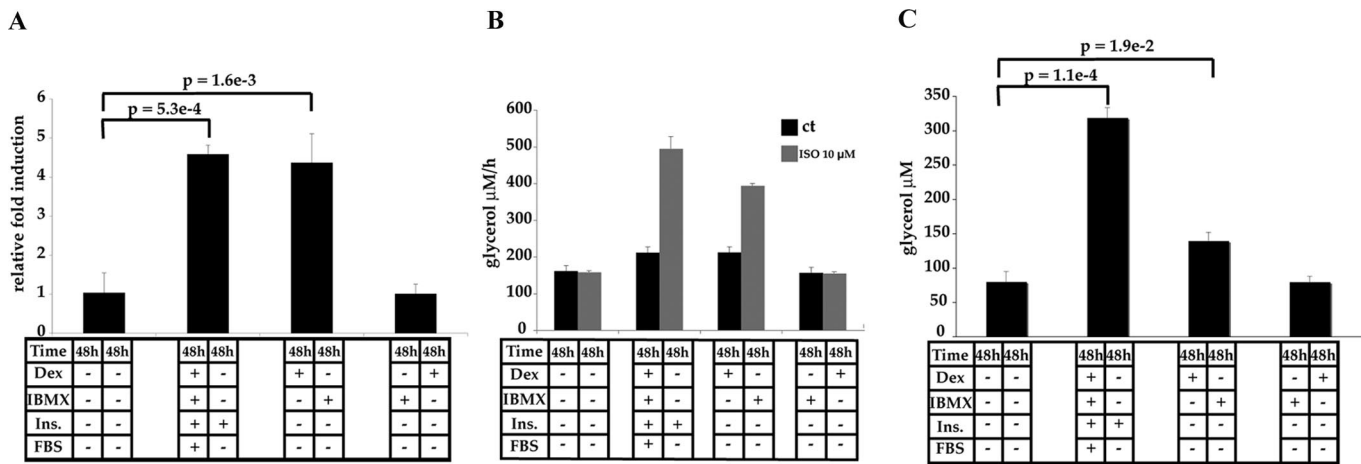 A
p = 1.6e-3
p = 5.3e-4
relative fold induction
6
5
4
3
2
1
0
Time 48h 48h 48h 48h 48h 48h 48h 48h
Dex - - + - + - - +
IBMX - - + - - + + -
Ins. - - + + - - - -
FBS - - + - - - - -
B
glycerol µM/h
600
500
400
300
200
100
0
ct
ISO 10 µM
Time 48h 48h 48h 48h 48h 48h 48h 48h
Dex - - + - + - - +
IBMX - - + - - + + -
Ins. - - + + - - - -
FBS - - + - - - - -
C
p = 1.9e-2
p = 1.1e-4
glycerol µM
350
300
250
200
150
100
50
0
Time 48h 48h 48h 48h 48h 48h 48h 48h
Dex - - + - + - - +
IBMX - - + - - + + -
Ins. - - + + - - - -
FBS - - + - - - - -